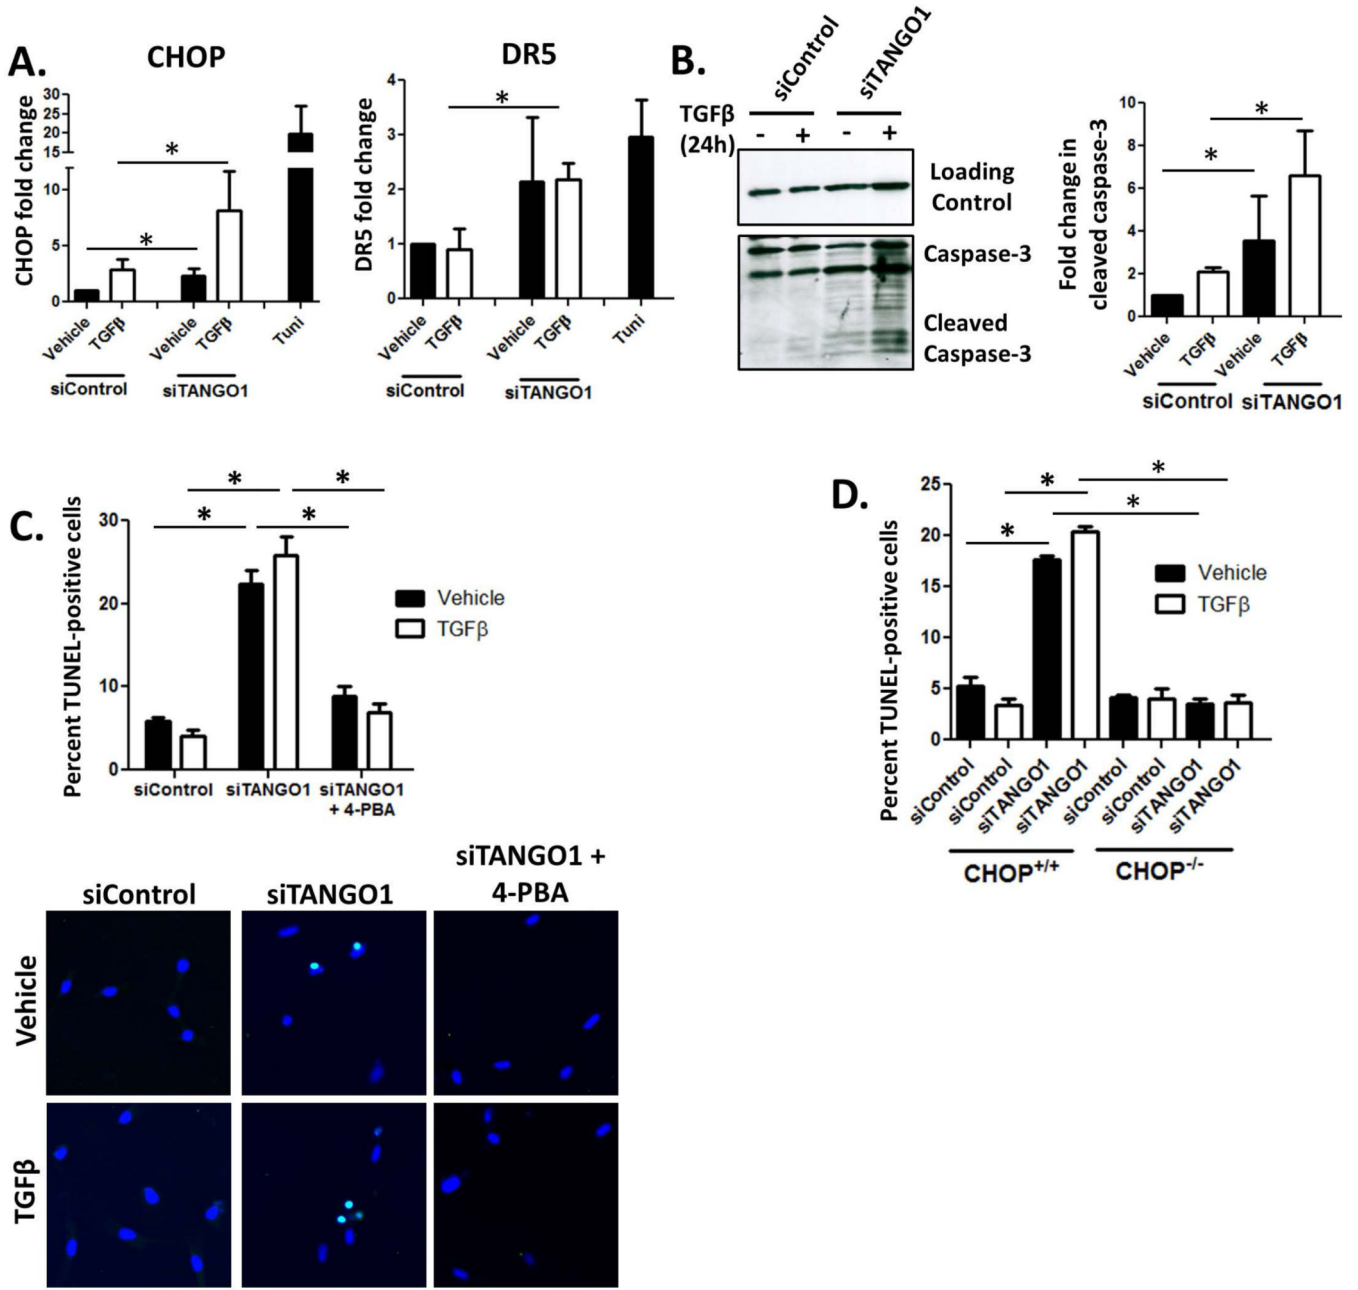 A.
CHOP
CHOP fold change
30
25
20
15
10
5
0
*
*
Vehicle
TGFβ
Vehicle
TGFβ
Tuni
siControl
siTANGO1
DR5
DR5 fold change
4
3
2
1
0
*
Vehicle
TGFβ
Vehicle
TGFβ
Tuni
siControl
siTANGO1
B.
siControl
siTANGO1
TGFβ
(24h)
- + - +
Loading
Control
Caspase-3
Cleaved
Caspase-3
Fold change in
cleaved caspase-3
10
8
6
4
2
0
*
*
Vehicle
TGFβ
Vehicle
TGFβ
siControl siTANGO1
C.
Percent TUNEL-positive cells
30
20
10
0
* *
* *
Vehicle
TGFβ
siControl siTANGO1 siTANGO1
+ 4-PBA
siControl
siTANGO1
siTANGO1 +
4-PBA
Vehicle
TGFβ
D.
Percent TUNEL-positive cells
25
20
15
10
5
0
*
*
*
*
Vehicle
TGFβ
siControl
siControl
siTANGO1
siTANGO1
siControl
siControl
siTANGO1
siTANGO1
CHOP+/+
CHOP-/-